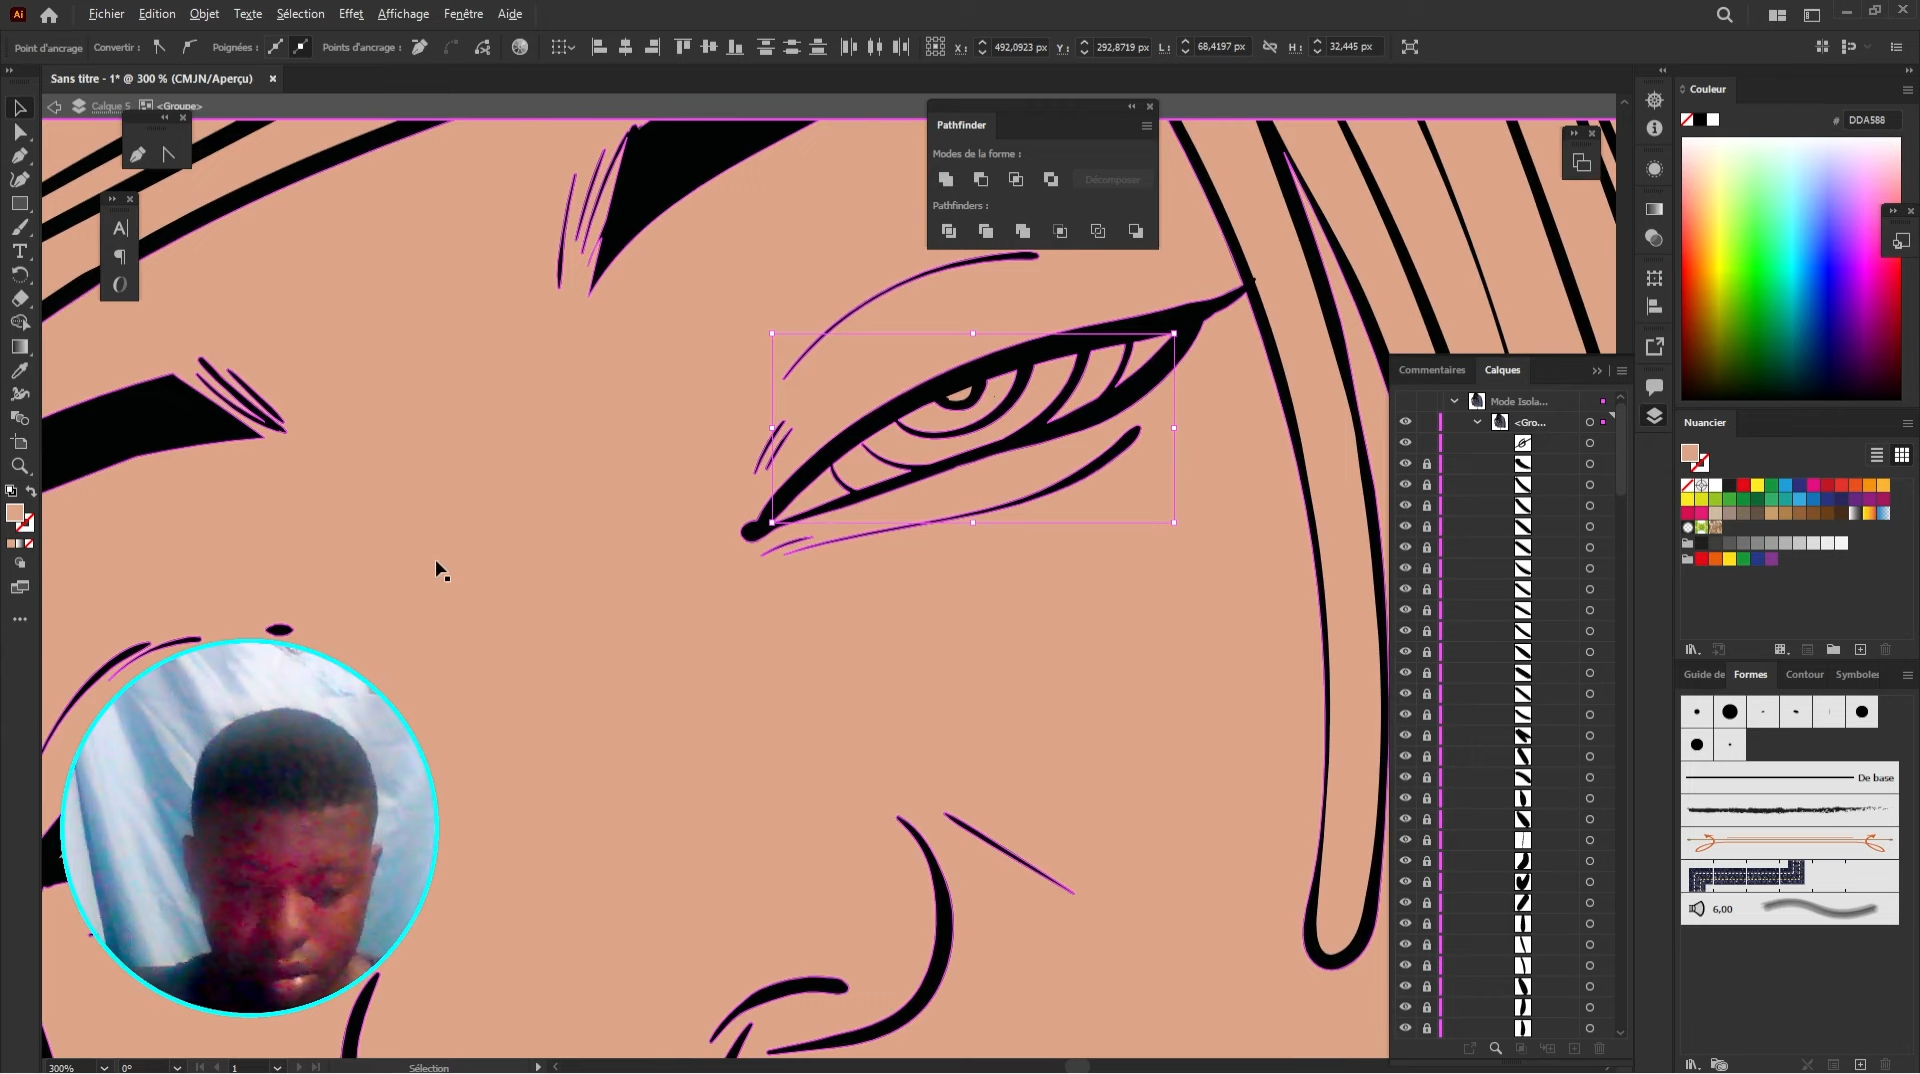 Ai
Fichier Edition Objet Texte Sélection Effet Affichage Fenêtre Aide
Point d'ancrage Convertir : Poignées : Points d'ancrage : X : 492,0923 px Y : 292,8719 px L : 68,4197 px H : 32,445 px
Sans titre - 1* @ 300 % (CMJN/Aperçu)
Calque 5 <Groupe>
Pathfinder
Modes de la forme :
Décomposer
Pathfinders :
Couleur
# DDA588
Commentaires Calques
Mode Isola...
<Gro...
Nuancier
Guide de Formes Contour Symboles
De base
6,00
300% 0° 1 Sélection